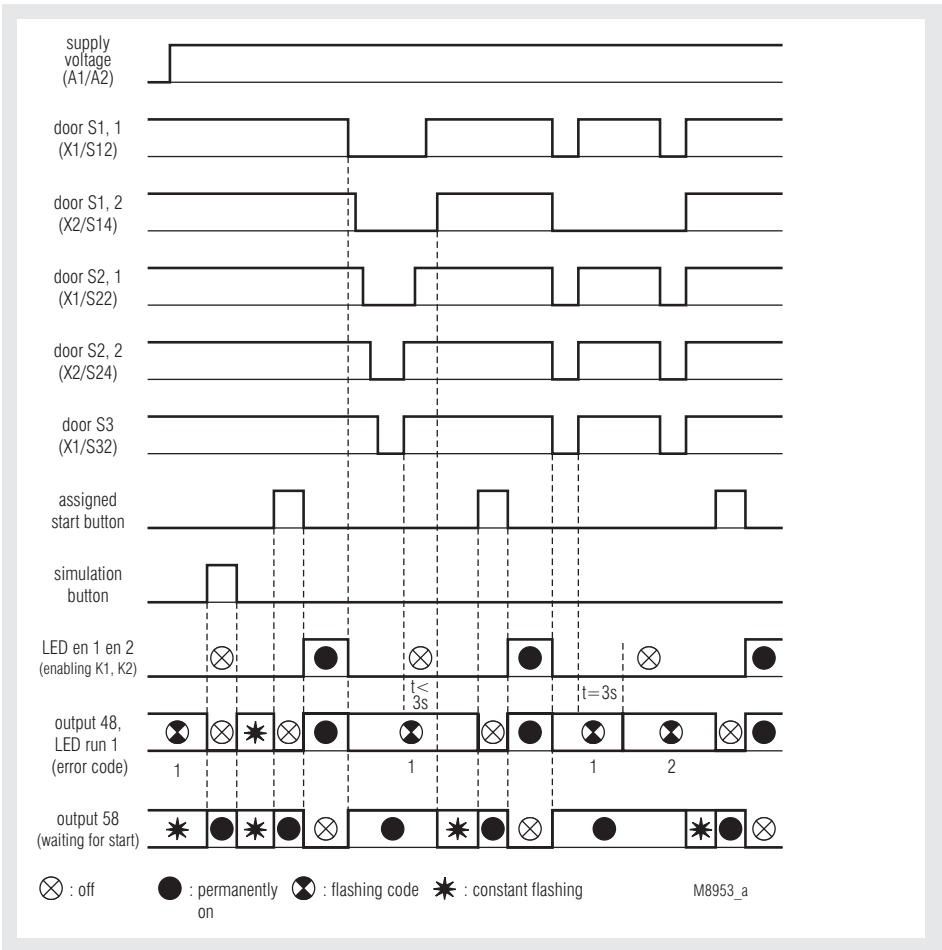 supply
voltage
(A1/A2)
door S1, 1
(X1/S12)
door S1, 2
(X2/S14)
door S2, 1
(X1/S22)
door S2, 2
(X2/S24)
door S3
(X1/S32)
assigned
start button
simulation
button
LED en 1 en 2
(enabling K1, K2)
t<
3s
t=3s
output 48,
LED run 1
(error code)
1
1
1
2
output 58
(waiting for start)
: off
: permanently
on
: flashing code
: constant flashing
M8953_a